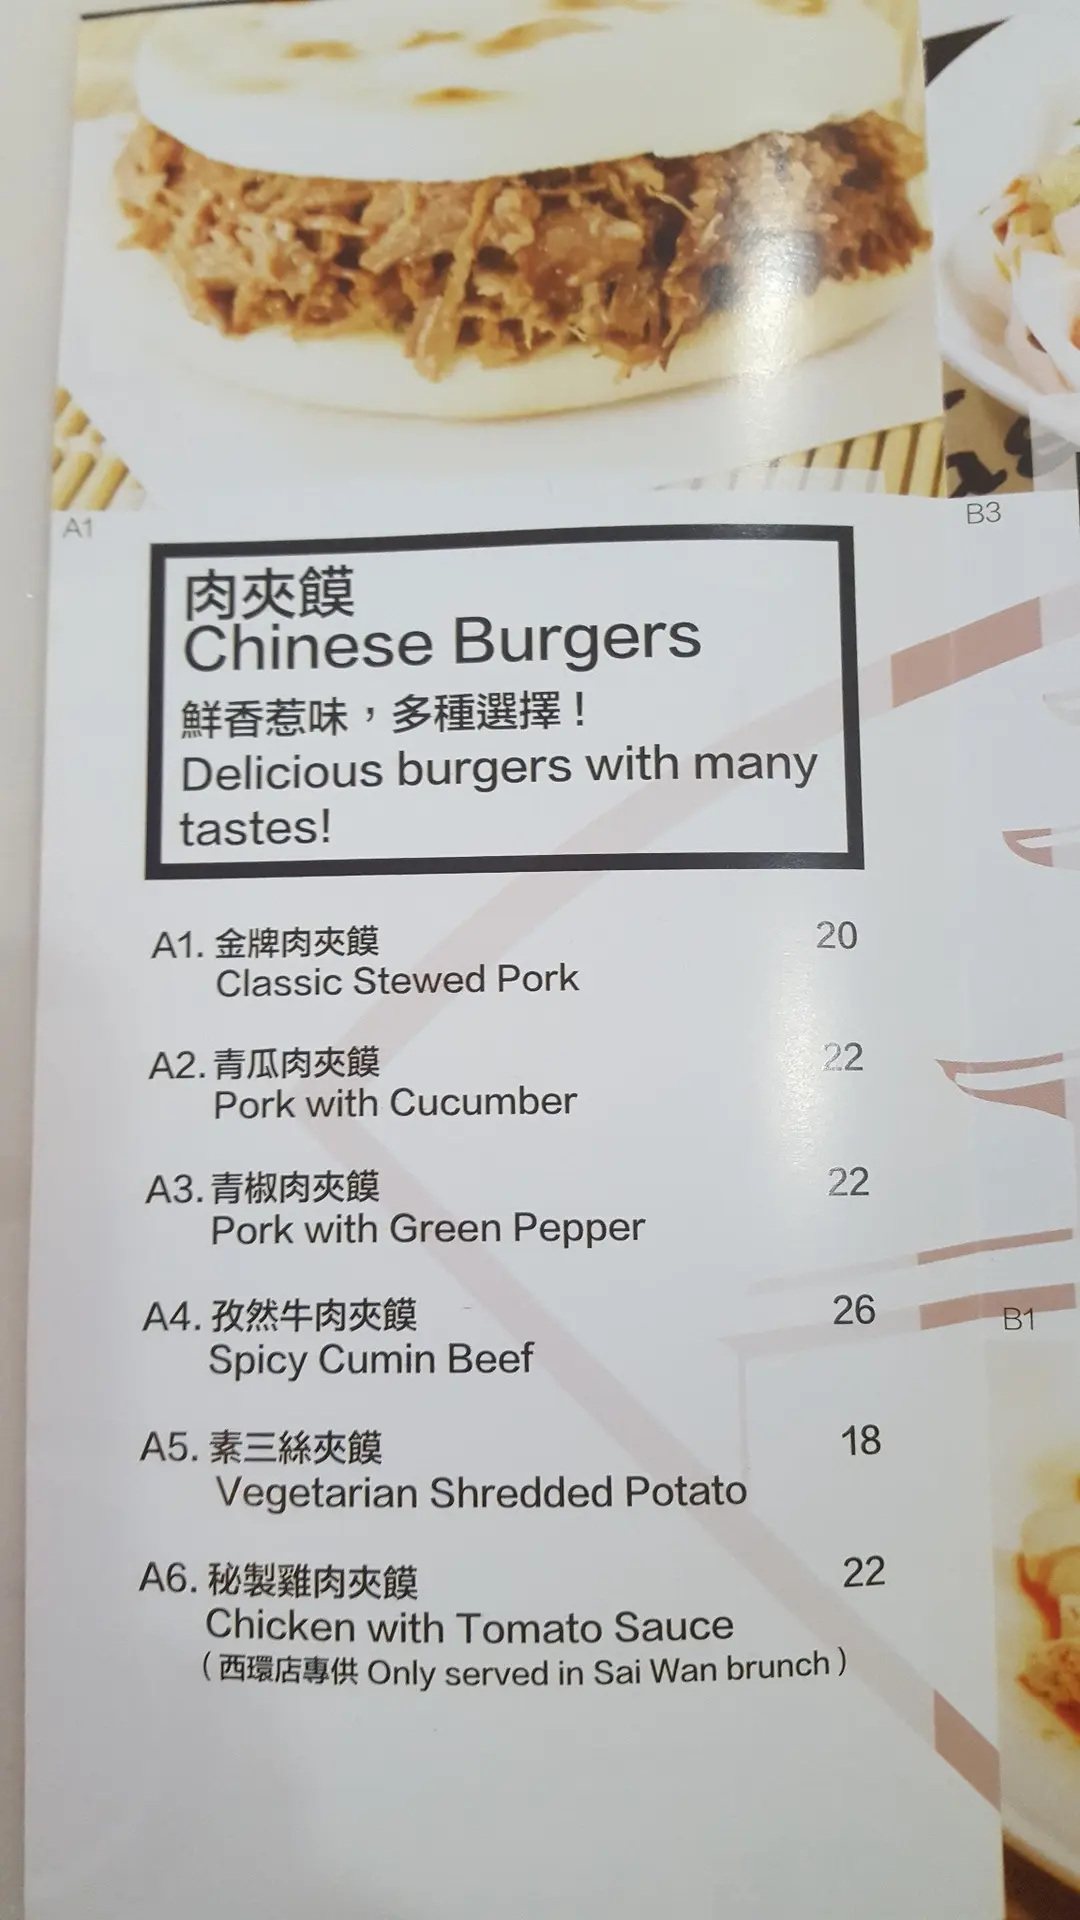 A1
B3
肉夾饃
Chinese Burgers
鮮香惹味，多種選擇！
Delicious burgers with many
tastes!
A1. 金牌肉夾饃 20
Classic Stewed Pork
A2. 青瓜肉夾饃 22
Pork with Cucumber
A3. 青椒肉夾饃 22
Pork with Green Pepper
A4. 孜然牛肉夾饃 26
Spicy Cumin Beef
B1
A5. 素三絲夾饃 18
Vegetarian Shredded Potato
A6. 秘製雞肉夾饃 22
Chicken with Tomato Sauce
（西環店專供 Only served in Sai Wan brunch）